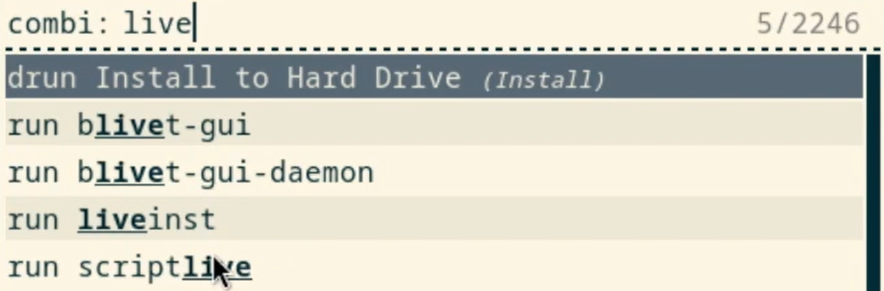 combi: live 5/2246
drun Install to Hard Drive (Install)
run blivet-gui
run blivet-gui-daemon
run liveinst
run scriptlive